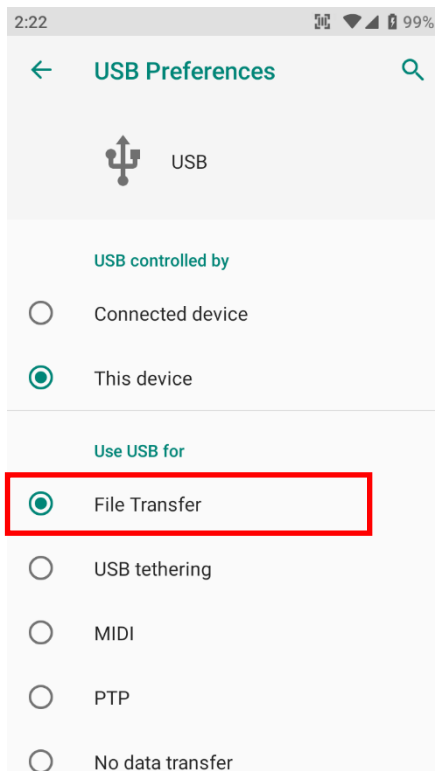 2:22 99%
USB Preferences
USB
USB controlled by
Connected device
This device
Use USB for
File Transfer
USB tethering
MIDI
PTP
No data transfer